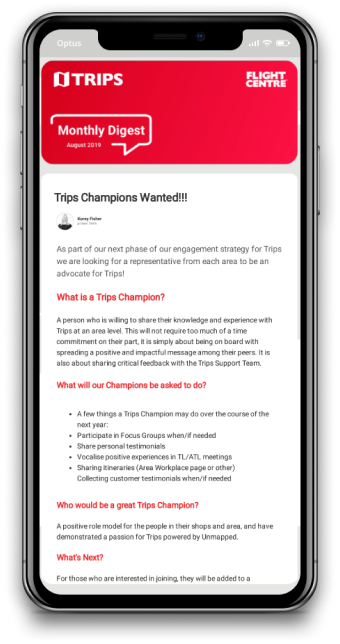 Optus
TRIPS
FLIGHT
CENTRE
Monthly Digest
August 2019
Trips Champions Wanted!!!
As part of our next phase of our engagement strategy for Trips
we are looking for a representative from each area to be an
advocate for Trips!
What is a Trips Champion?
A person who is willing to share their knowledge and experience with
Trips at an area level. This will not require too much of a time
commitment on their part, it is simply about being on board with
spreading a positive and impactful message among their peers. It is
also about sharing critical feedback with the Trips Support Team.
What will our Champions be asked to do?
• A few things a Trips Champion may do over the course of the
next year:
• Participate in Focus Groups when/if needed
• Share personal testimonials
• Vocalise positive experiences in TL/ATL meetings
• Sharing itineraries (Area Workplace page or other)
Collecting customer testimonials when/if needed
Who would be a great Trips Champion?
A positive role model for the people in their shops and area, and have
demonstrated a passion for Trips powered by Unmapped.
What's Next?
For those who are interested in joining, they will be added to a